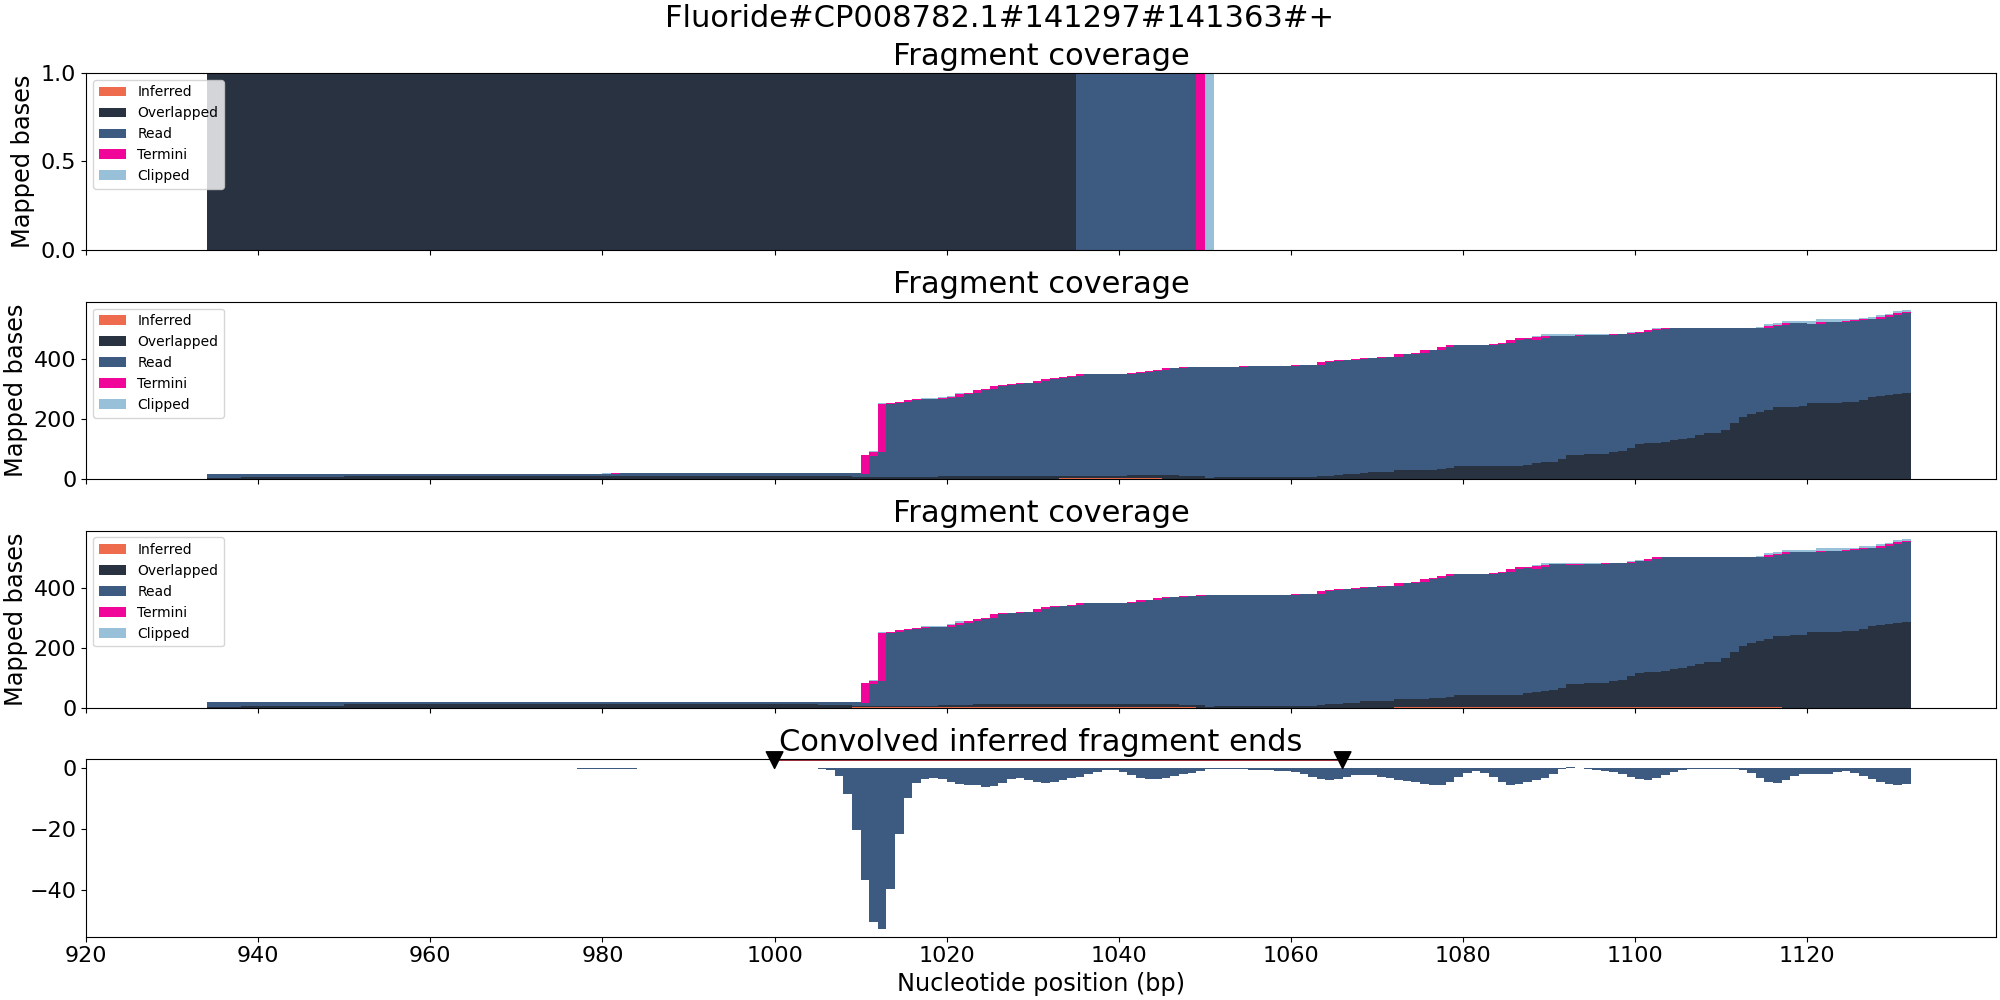 Fluoride#CP008782.1#141297#141363#+
Fragment coverage
Mapped bases
1.0
0.5
0.0
Inferred
Overlapped
Read
Termini
Clipped
Fragment coverage
Mapped bases
400
200
0
Inferred
Overlapped
Read
Termini
Clipped
Fragment coverage
Mapped bases
400
200
0
Inferred
Overlapped
Read
Termini
Clipped
Convolved inferred fragment ends
0
−20
−40
920 940 960 980 1000 1020 1040 1060 1080 1100 1120
Nucleotide position (bp)